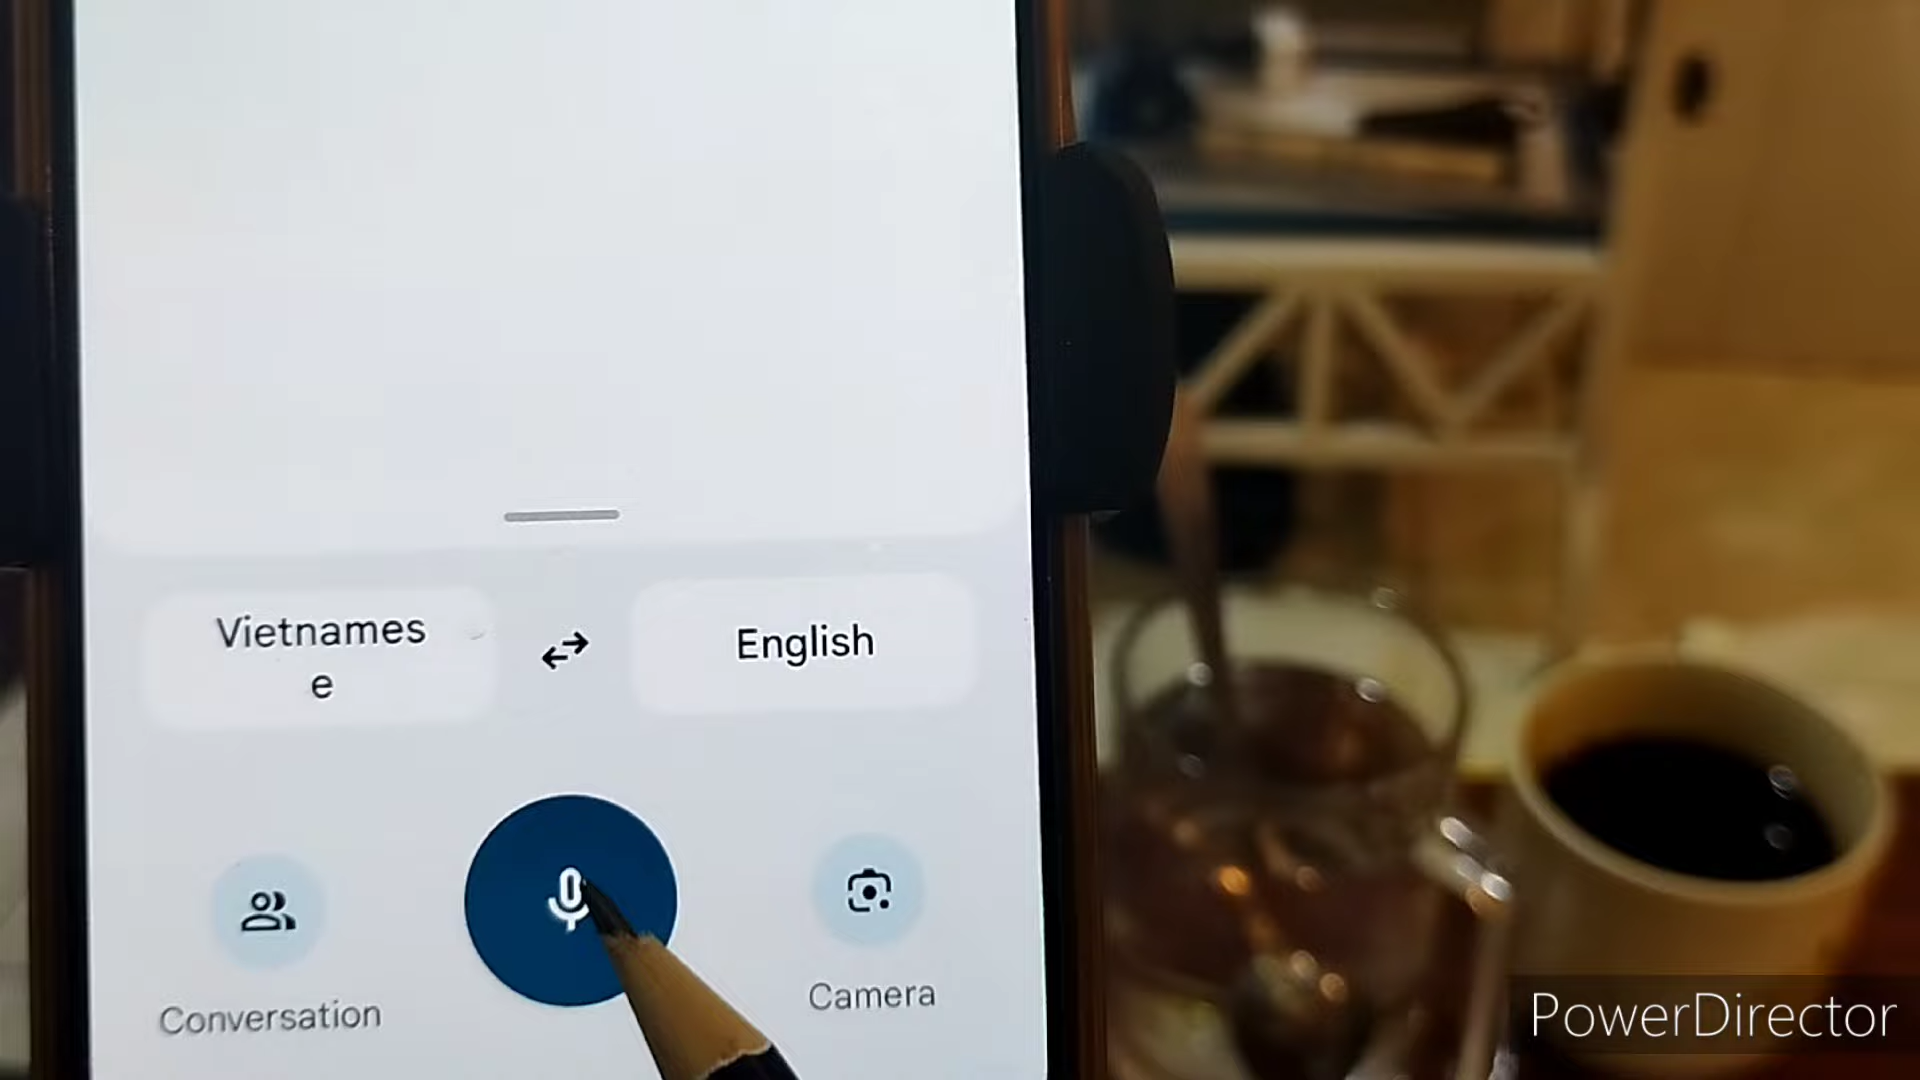 Vietnames
e
English
Conversation
Camera
PowerDirector